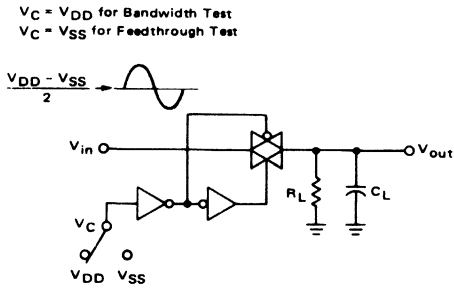 VC = VDD for Bandwidth Test
VC = VSS for Feedthrough Test
VDD – VSS
2
Vin
Vout
RL
CL
VC
VDD
VSS